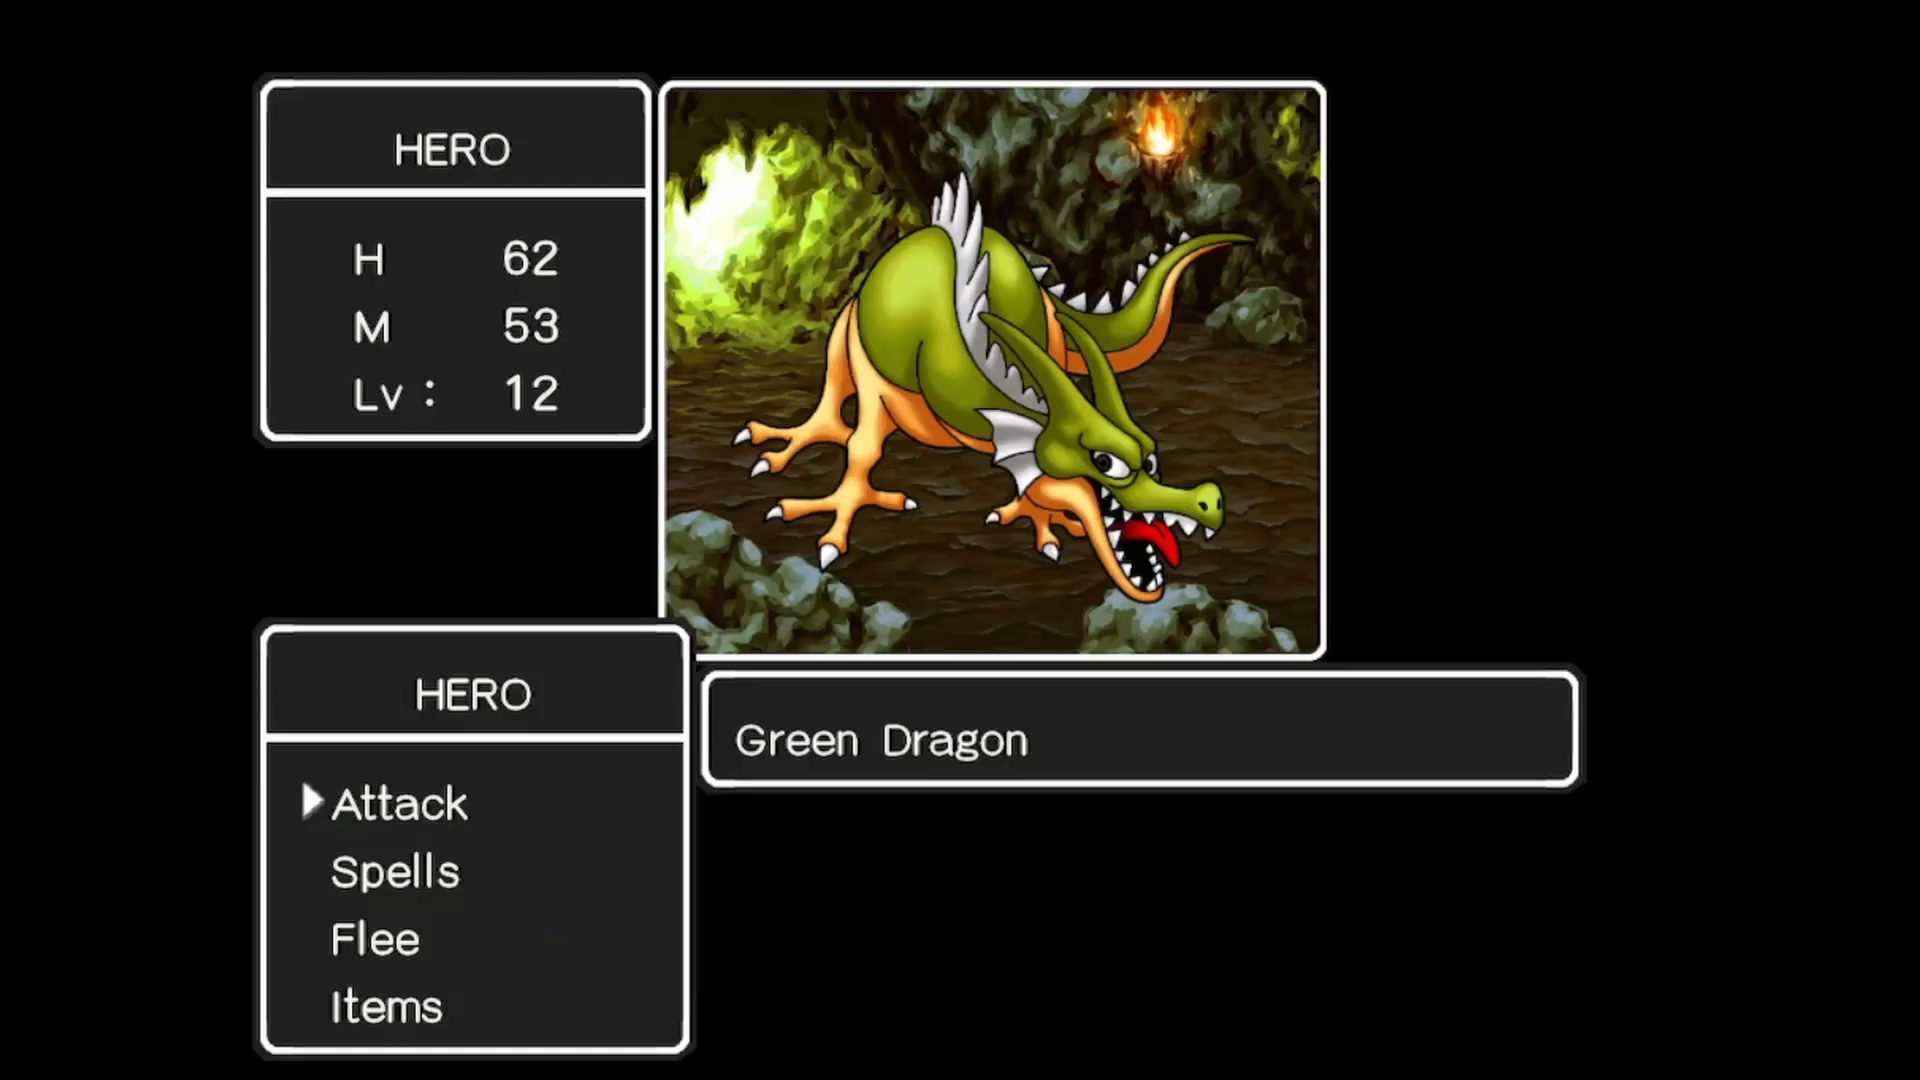 HERO
H 62
M 53
Lv : 12
HERO
Attack
Spells
Flee
Items
Green Dragon